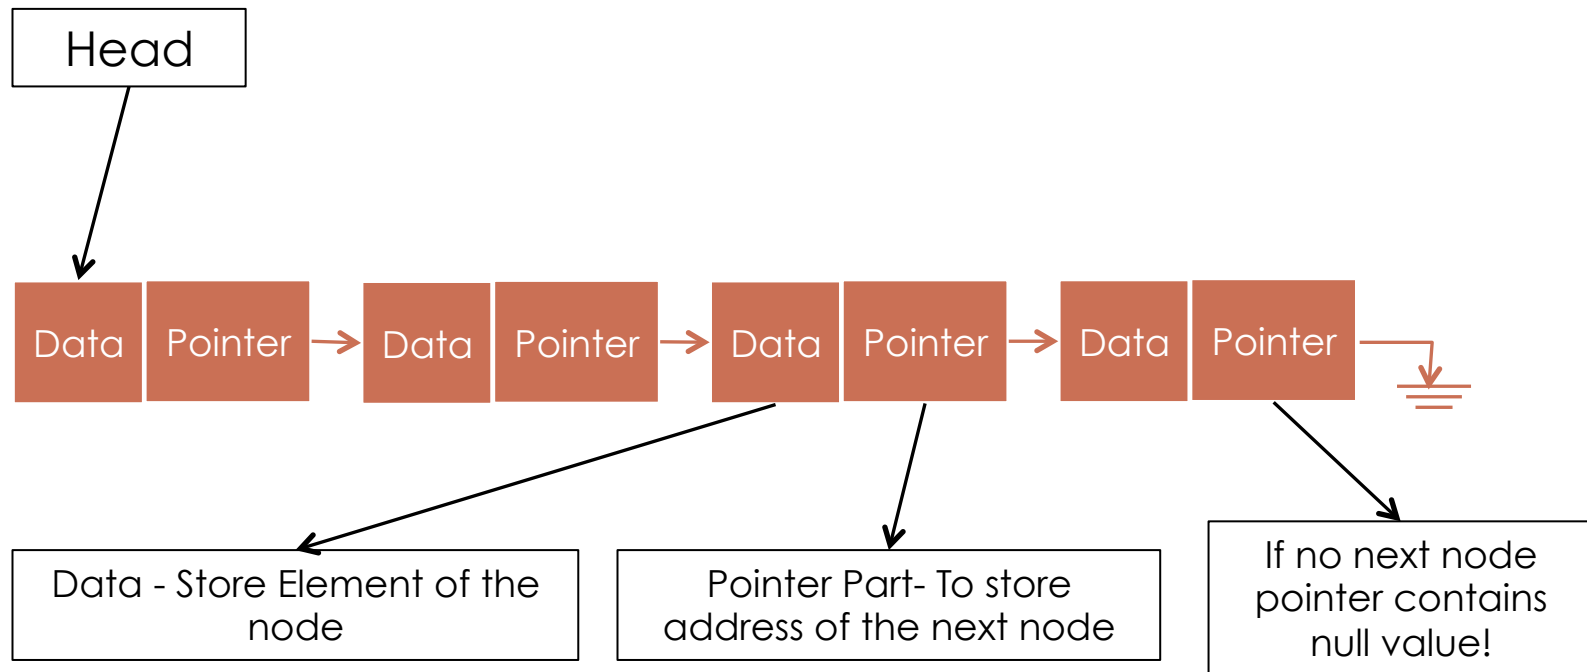 Head
Data Pointer Data Pointer Data Pointer Data Pointer
Data - Store Element of the
node
Pointer Part- To store
address of the next node
If no next node
pointer contains
null value!